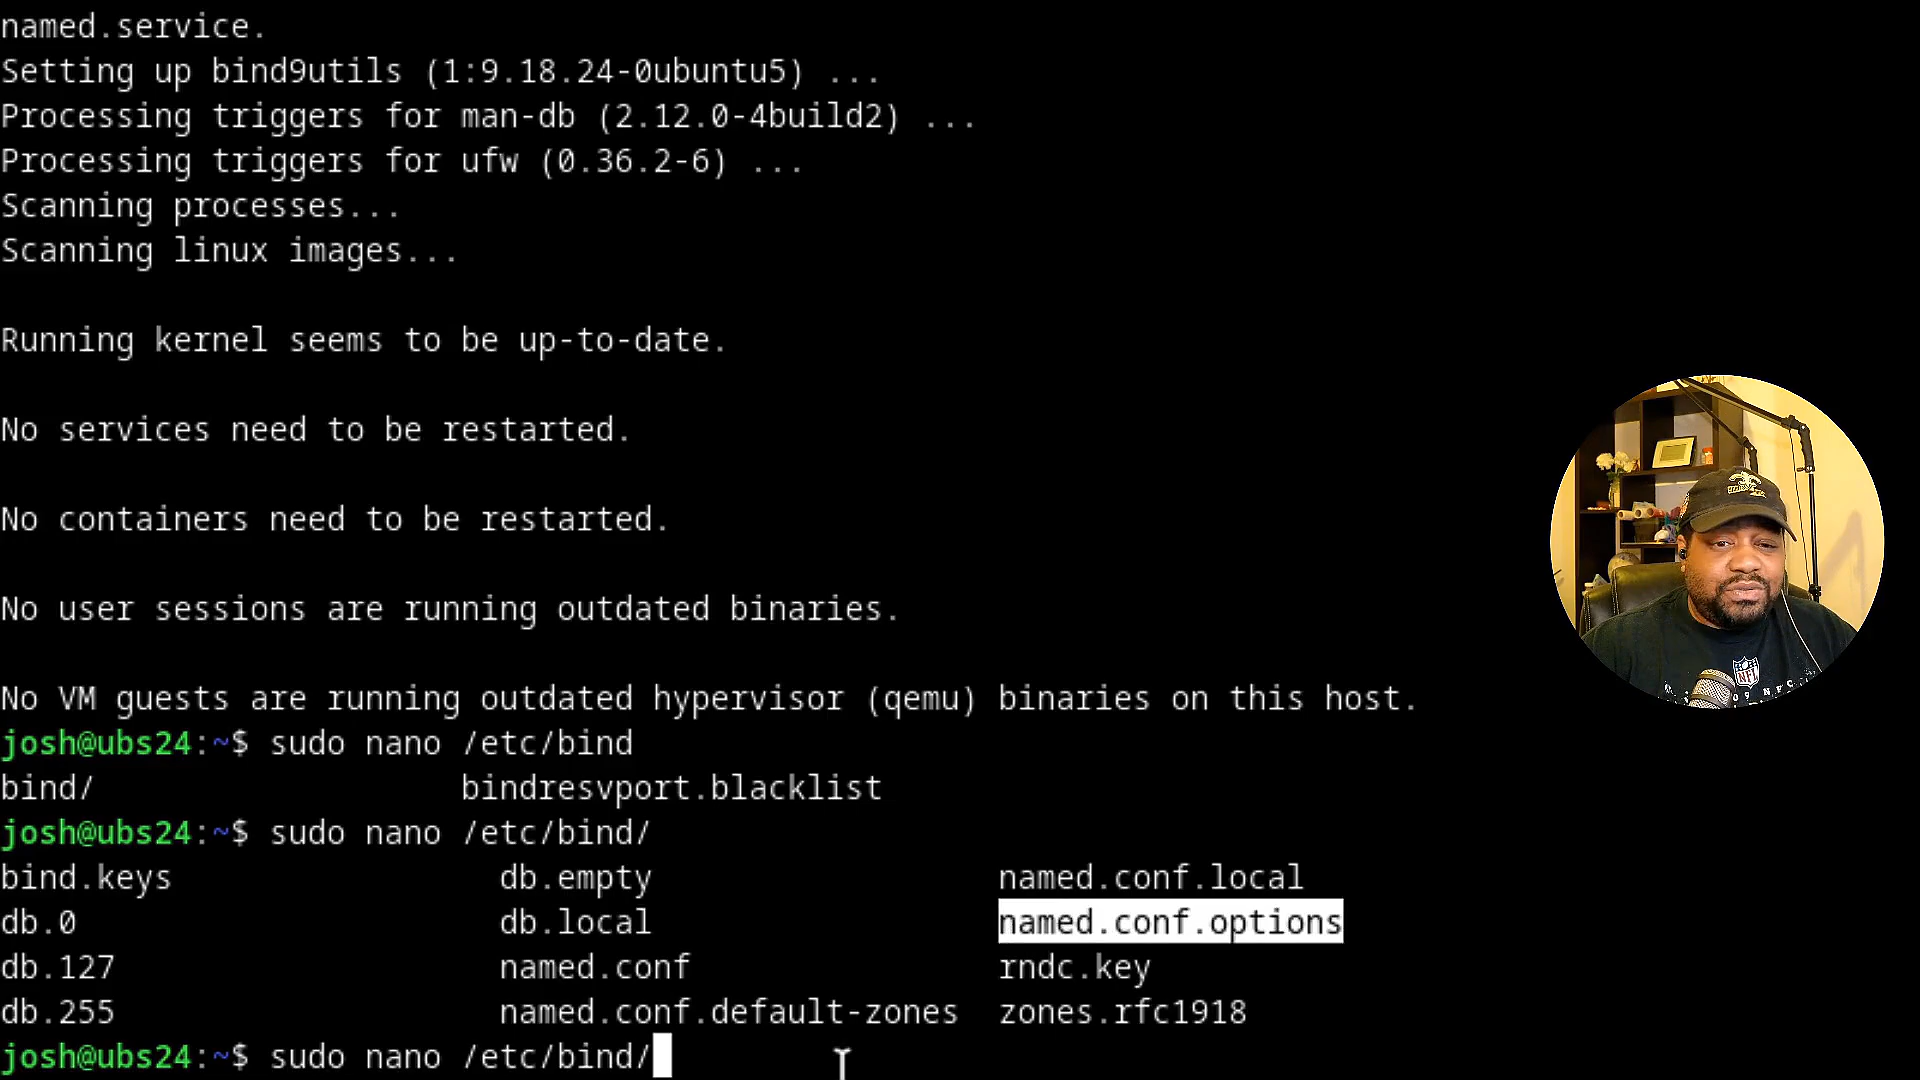 named.service.
Setting up bind9utils (1:9.18.24-0ubuntu5) ...
Processing triggers for man-db (2.12.0-4build2) ...
Processing triggers for ufw (0.36.2-6) ...
Scanning processes...
Scanning linux images...
Running kernel seems to be up-to-date.
No services need to be restarted.
No containers need to be restarted.
No user sessions are running outdated binaries.
No VM guests are running outdated hypervisor (qemu) binaries on this host.
josh@ubs24:~$ sudo nano /etc/bind
bind/ bindresvport.blacklist
josh@ubs24:~$ sudo nano /etc/bind/
bind.keys db.empty named.conf.local
db.0 db.local named.conf.options
db.127 named.conf rndc.key
db.255 named.conf.default-zones zones.rfc1918
josh@ubs24:~$ sudo nano /etc/bind/
NFL